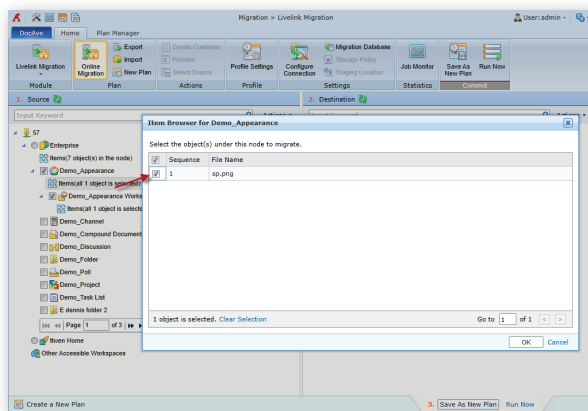 Migration > Livelink Migration
User: admin
DocAve Home Plan Manager
Livelink Migration
Online Migration
Export
Import
New Plan
Create Container
Preview
Select Source
Profile Settings
Configure Connection
Migration Database
Storage Policy
Staging Location
Job Monitor
Save As New Plan
Run Now
Module Plan Actions Profile Settings Statistics Commit
1. Source
2. Destination
Input Keyword
57
Enterprise
Items(7 object(s) in the node)
Demo_Appearance
Items(all 1 object is selected)
Demo_Appearance Works
Items(all 1 object is selecte
Demo_Channel
Demo_Compound Document
Demo_Discussion
Demo_Folder
Demo_Poll
Demo_Project
Demo_Task List
E dennis folder 2
Page 1 of 3
ttwen Home
Other Accessible Workspaces
Item Browser for Demo_Appearance
Select the object(s) under this node to migrate.
Sequence File Name
1 sp.png
1 object is selected. Clear Selection
Go to 1 of 1 < >
OK Cancel
Create a New Plan
3. Save As New Plan Run Now